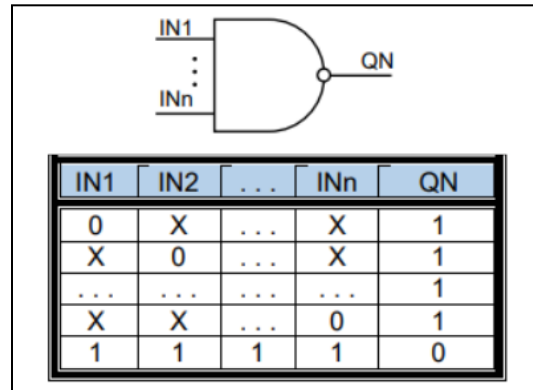 IN1
QN
INn
IN1 IN2 . . . INn QN
0 X . . . X 1
X 0 . . . X 1
. . . . . . . . . . . . 1
X X . . . 0 1
1 1 1 1 0